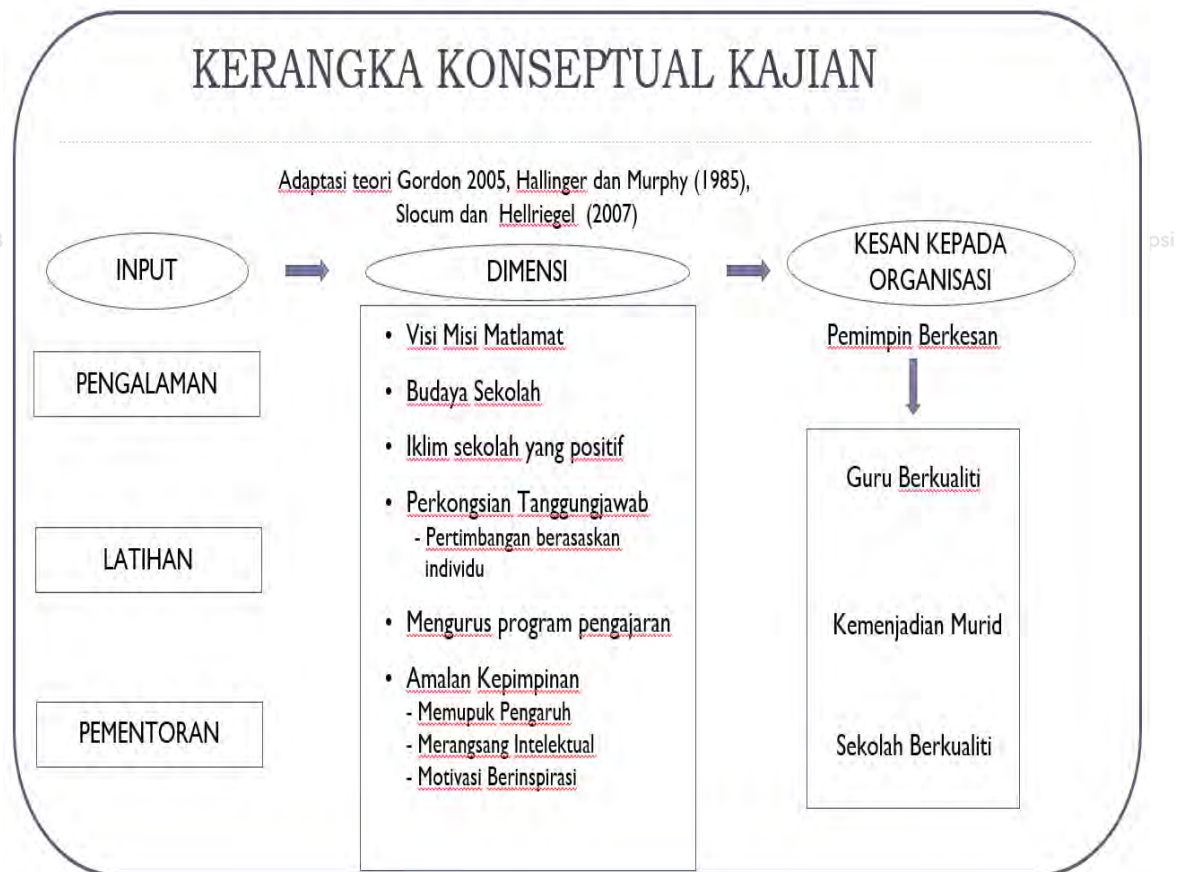 KERANGKA KONSEPTUAL KAJIAN
Adaptasi teori Gordon 2005, Hallinger dan Murphy (1985),
Slocum dan Hellriegel (2007)
INPUT
PENGALAMAN
LATIHAN
PEMENTORAN
DIMENSI
• Visi Misi Matlamat
• Budaya Sekolah
• Iklim sekolah yang positif
• Perkongsian Tanggungjawab
- Pertimbangan berasaskan
individu
• Mengurus program pengajaran
• Amalan Kepimpinan
- Memupuk Pengaruh
- Merangsang Intelektual
- Motivasi Berinspirasi
KESAN KEPADA
ORGANISASI
Pemimpin Berkesan
Guru Berkualiti
Kemenjadian Murid
Sekolah Berkualiti
psi